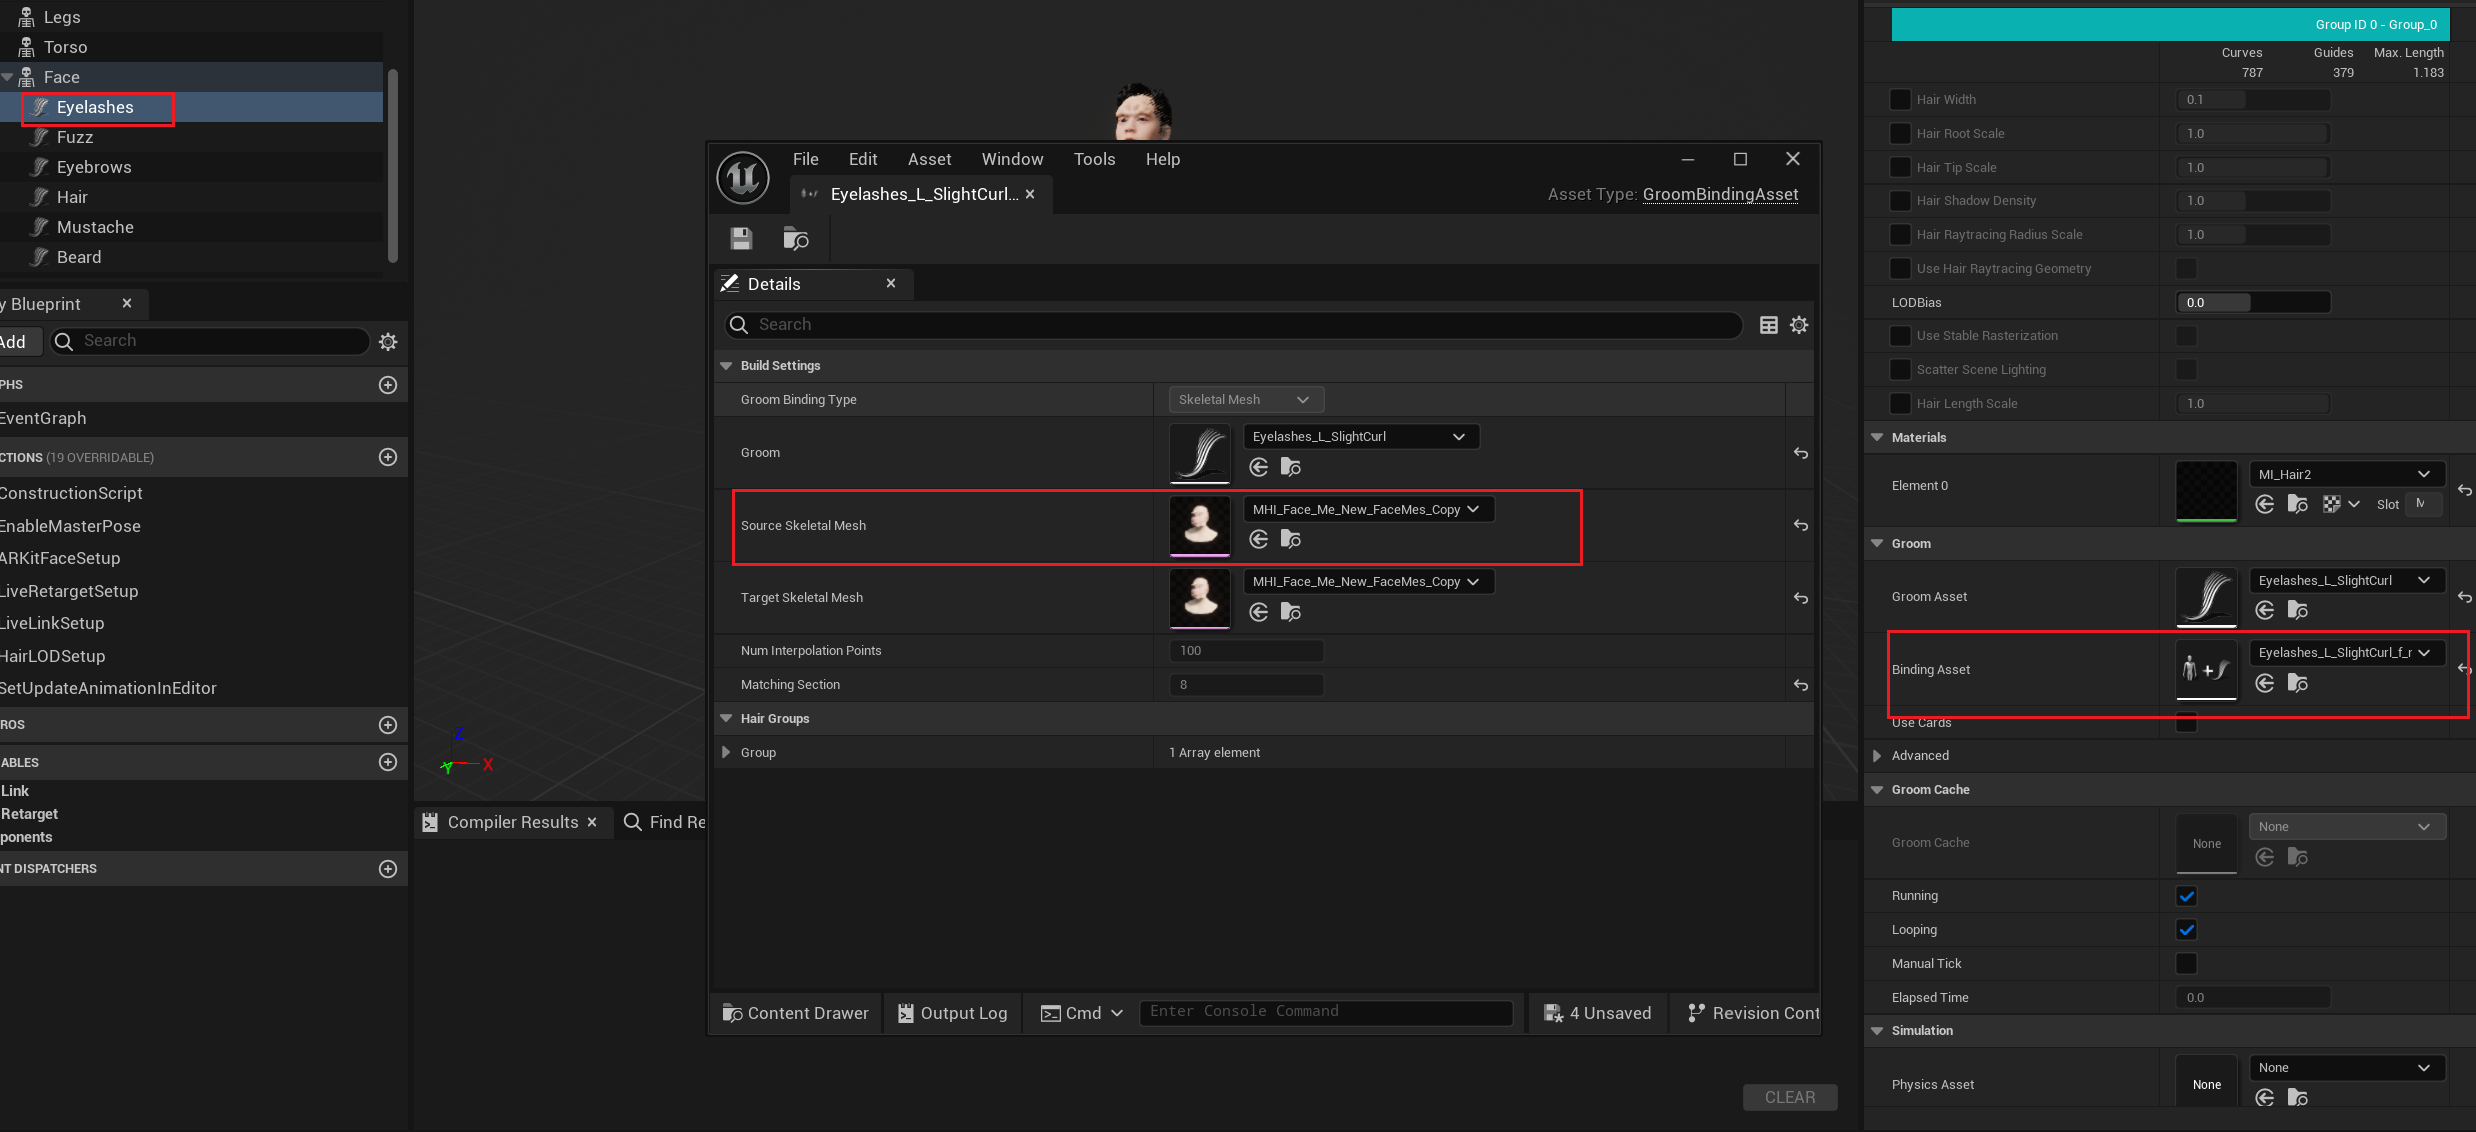 Legs
Torso
Face
Eyelashes
Fuzz
Eyebrows
Hair
Mustache
Beard
y Blueprint
Add
Search
PHS
EventGraph
CTIONS (19 OVERRIDABLE)
ConstructionScript
EnableMasterPose
ARKitFaceSetup
LiveRetargetSetup
LiveLinkSetup
HairLODSetup
SetUpdateAnimationInEditor
ROS
ABLES
Link
Retarget
ponents
NT DISPATCHERS
Z
Y
X
Compiler Results
Find Re
CLEAR
File Edit Asset Window Tools Help
Eyelashes_L_SlightCurl...
Asset Type: GroomBindingAsset
Details
Search
Build Settings
Groom Binding Type Skeletal Mesh
Groom Eyelashes_L_SlightCurl
Source Skeletal Mesh MHI_Face_Me_New_FaceMes_Copy
Target Skeletal Mesh MHI_Face_Me_New_FaceMes_Copy
Num Interpolation Points 100
Matching Section 8
Hair Groups
Group 1 Array element
Content Drawer Output Log Cmd Enter Console Command 4 Unsaved Revision Cont
Group ID 0 - Group_0
Curves Guides Max. Length
787 379 1.183
Hair Width 0.1
Hair Root Scale 1.0
Hair Tip Scale 1.0
Hair Shadow Density 1.0
Hair Raytracing Radius Scale 1.0
Use Hair Raytracing Geometry
LODBias 0.0
Use Stable Rasterization
Scatter Scene Lighting
Hair Length Scale 1.0
Materials
Element 0 MI_Hair2
Slot M
Groom
Groom Asset Eyelashes_L_SlightCurl
Binding Asset Eyelashes_L_SlightCurl_f_r
Use Cards
Advanced
Groom Cache
Groom Cache None None
Running
Looping
Manual Tick
Elapsed Time 0.0
Simulation
Physics Asset None None